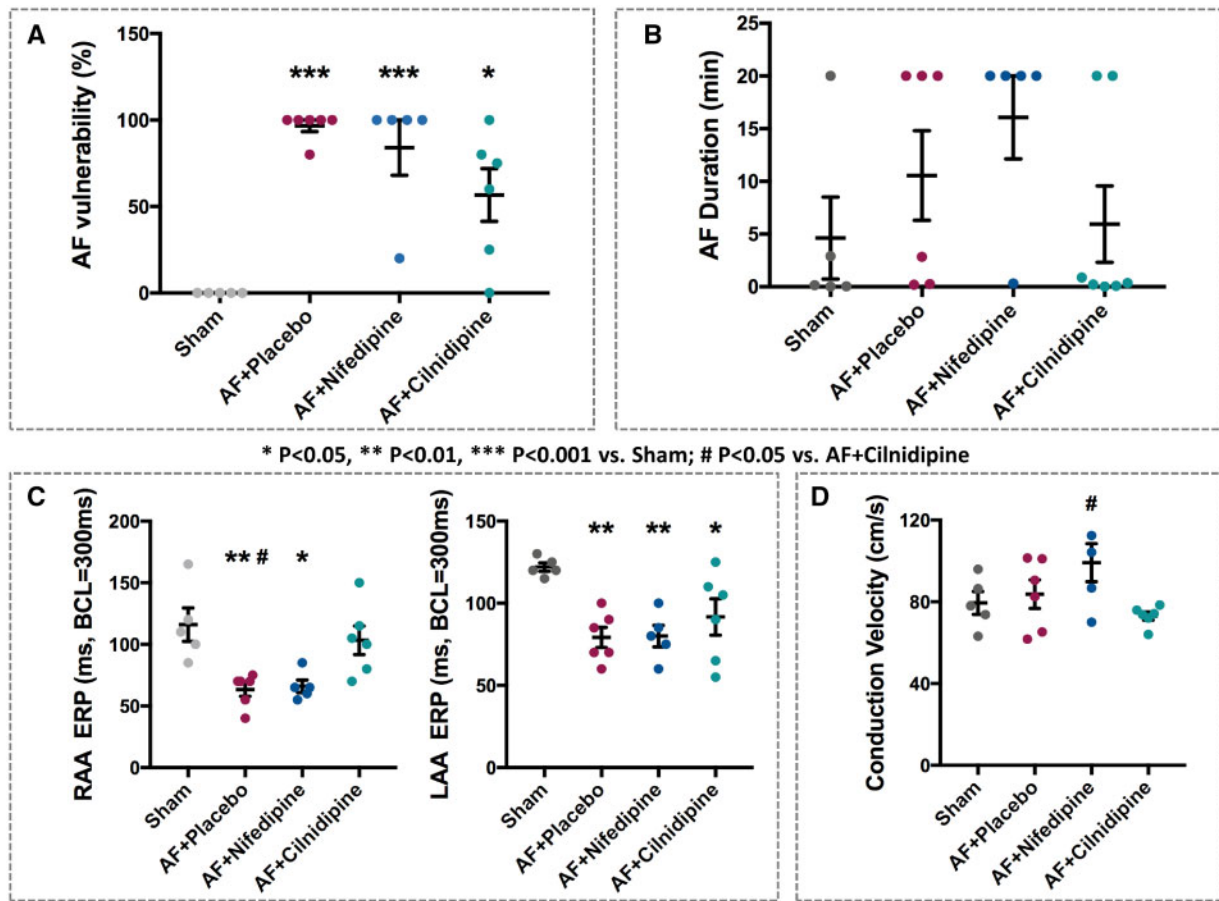 A
AF vulnerability (%)
150
100
50
0
***
***
*
Sham
AF+Placebo
AF+Nifedipine
AF+Cilnidipine
B
AF Duration (min)
25
20
15
10
5
0
Sham
AF+Placebo
AF+Nifedipine
AF+Cilnidipine
* P<0.05, ** P<0.01, *** P<0.001 vs. Sham; # P<0.05 vs. AF+Cilnidipine
C
RAA ERP (ms, BCL=300ms)
200
150
100
50
0
** #
*
Sham
AF+Placebo
AF+Nifedipine
AF+Cilnidipine
LAA ERP (ms, BCL=300ms)
150
100
50
0
**
**
*
Sham
AF+Placebo
AF+Nifedipine
AF+Cilnidipine
D
Conduction Velocity (cm/s)
120
80
40
0
#
Sham
AF+Placebo
AF+Nifedipine
AF+Cilnidipine